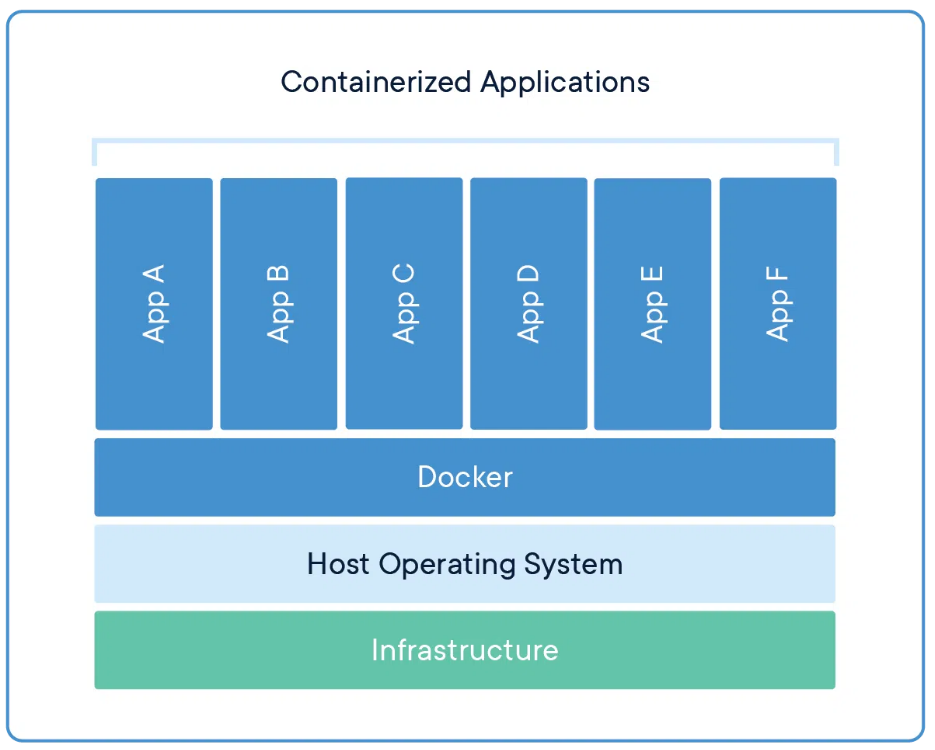 Containerized Applications
App A
App B
App C
App D
App E
App F
Docker
Host Operating System
Infrastructure